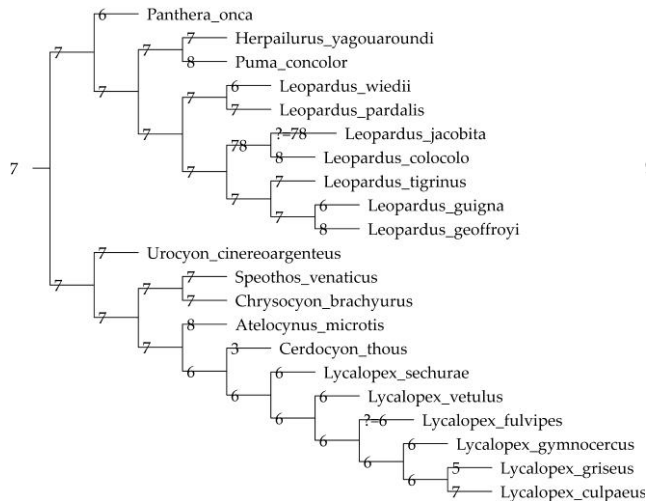 6 Panthera_onca
7
7 Herpailurus_yagouaroundi
7
8 Puma_concolor
7
6 Leopardus_wiedii
7
7 Leopardus_pardalis
7
?=78 Leopardus_jacobita
78
8 Leopardus_colocolo
7
7 Leopardus_tigrinus
7
6 Leopardus_guigna
7
8 Leopardus_geoffroyi
7 Urocyon_cinereoargenteus
7
7 Speothos_venaticus
7
7 Chrysocyon_brachyurus
7
8 Atelocynus_microtis
7
3 Cerdocyon_thous
6
6 Lycalopex_sechurae
6
6 Lycalopex_vetulus
6
?=6 Lycalopex_fulvipes
6
6 Lycalopex_gymnocercus
6
5 Lycalopex_griseus
6
7 Lycalopex_culpaeus